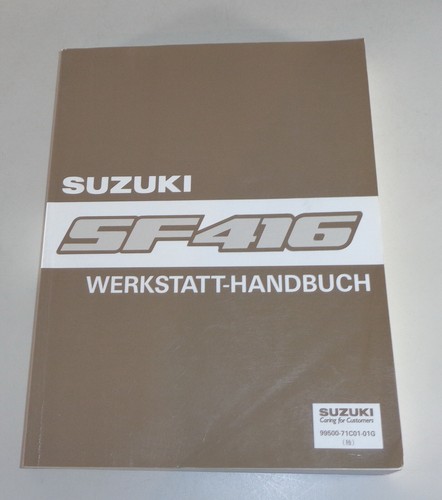 SUZUKI
SF416
WERKSTATT-HANDBUCH
SUZUKI
Caring for Customers
99500-71C01-01G